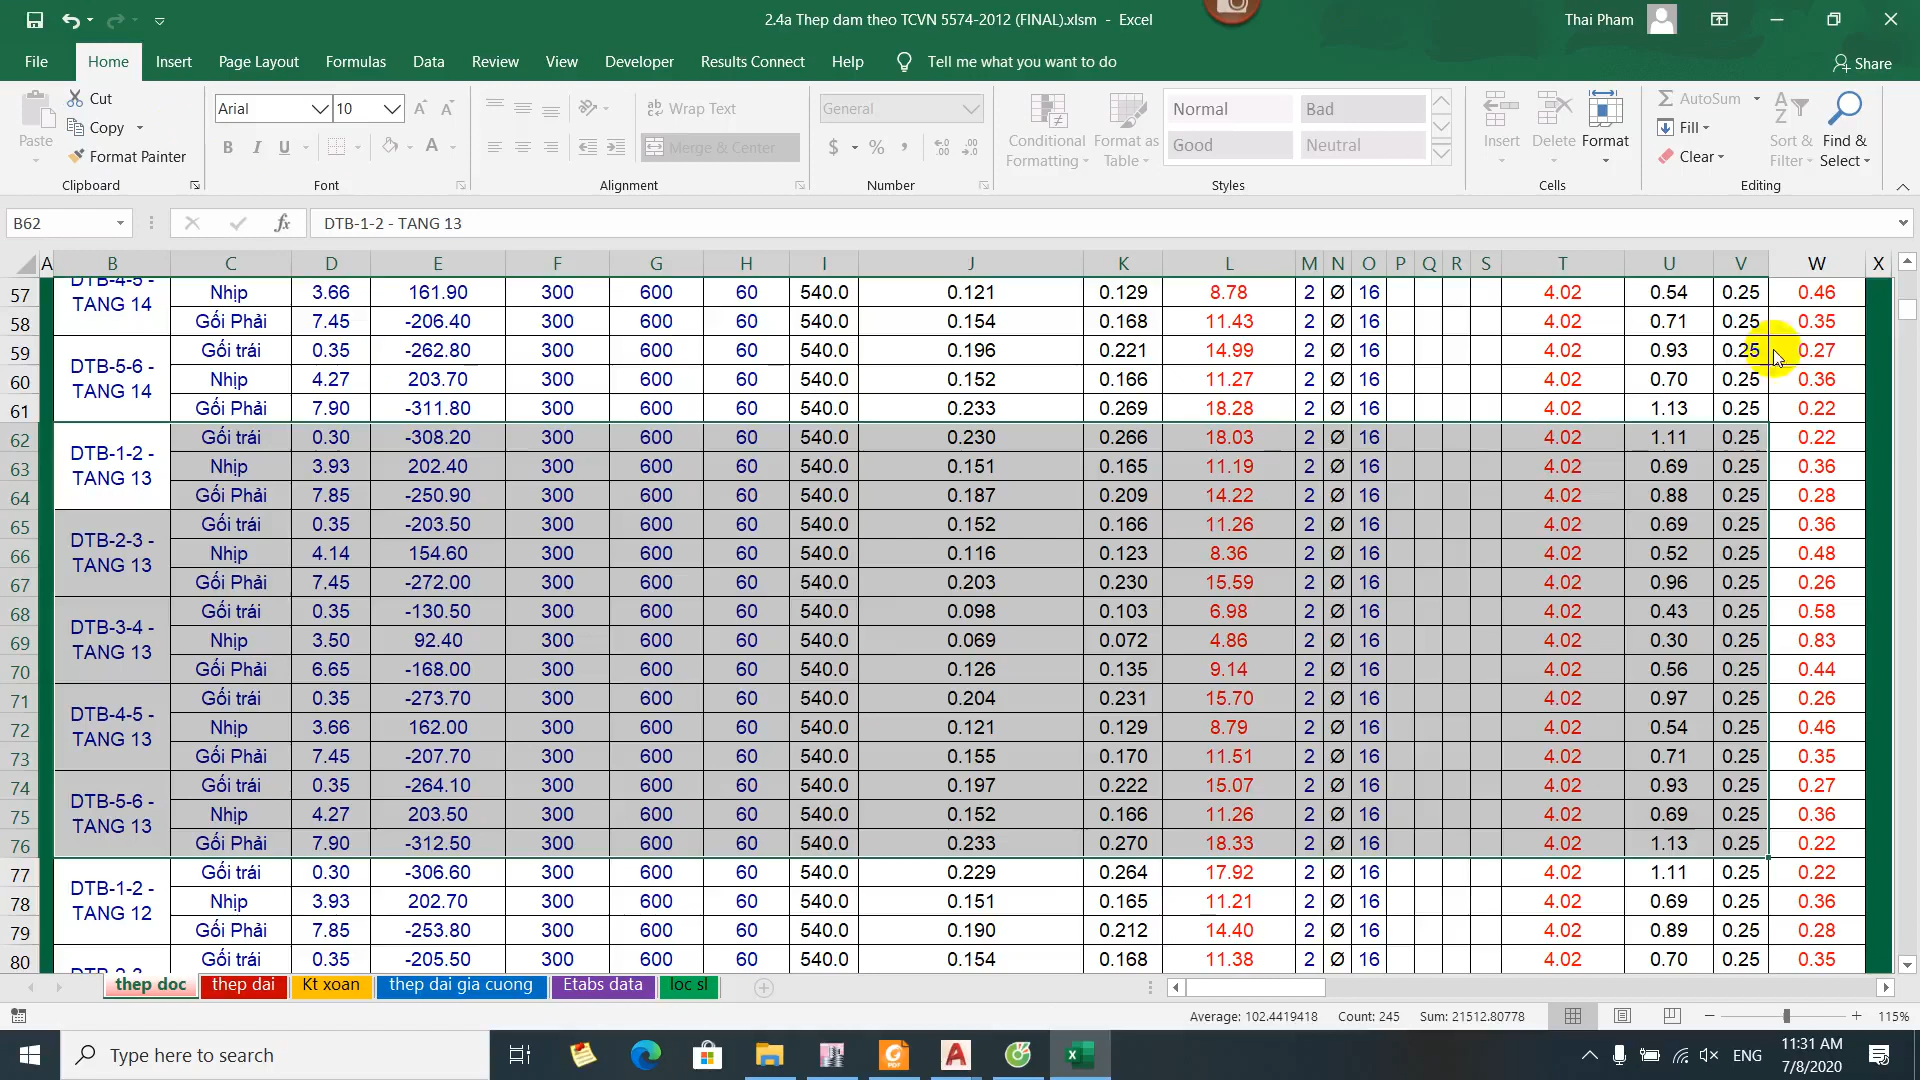 2.4a Thep dam theo TCVN 5574-2012 (FINAL).xlsm - Excel
Thai Pham
File Home Insert Page Layout Formulas Data Review View Developer Results Connect Help Tell me what you want to do Share
Paste Cut Copy Format Painter Clipboard
Arial 10 B I U A Font
Wrap Text Merge & Center Alignment
General $ % , Number
Conditional Formatting Format as Table
Normal Bad Good Neutral Styles
Insert Delete Format Cells
AutoSum Fill Clear Sort & Filter Find & Select Editing
B62 fx DTB-1-2 - TANG 13
A B C D E F G H I J K L M N O P Q R S T U V W X
57 DTB-4-5 - TANG 14 Nhịp 3.66 161.90 300 600 60 540.0 0.121 0.129 8.78 2 Ø 16 4.02 0.54 0.25 0.46
58 Gối Phải 7.45 -206.40 300 600 60 540.0 0.154 0.168 11.43 2 Ø 16 4.02 0.71 0.25 0.35
59 DTB-5-6 - TANG 14 Gối trái 0.35 -262.80 300 600 60 540.0 0.196 0.221 14.99 2 Ø 16 4.02 0.93 0.25 0.27
60 Nhịp 4.27 203.70 300 600 60 540.0 0.152 0.166 11.27 2 Ø 16 4.02 0.70 0.25 0.36
61 Gối Phải 7.90 -311.80 300 600 60 540.0 0.233 0.269 18.28 2 Ø 16 4.02 1.13 0.25 0.22
62 DTB-1-2 - TANG 13 Gối trái 0.30 -308.20 300 600 60 540.0 0.230 0.266 18.03 2 Ø 16 4.02 1.11 0.25 0.22
63 Nhịp 3.93 202.40 300 600 60 540.0 0.151 0.165 11.19 2 Ø 16 4.02 0.69 0.25 0.36
64 Gối Phải 7.85 -250.90 300 600 60 540.0 0.187 0.209 14.22 2 Ø 16 4.02 0.88 0.25 0.28
65 DTB-2-3 - TANG 13 Gối trái 0.35 -203.50 300 600 60 540.0 0.152 0.166 11.26 2 Ø 16 4.02 0.69 0.25 0.36
66 Nhịp 4.14 154.60 300 600 60 540.0 0.116 0.123 8.36 2 Ø 16 4.02 0.52 0.25 0.48
67 Gối Phải 7.45 -272.00 300 600 60 540.0 0.203 0.230 15.59 2 Ø 16 4.02 0.96 0.25 0.26
68 DTB-3-4 - TANG 13 Gối trái 0.35 -130.50 300 600 60 540.0 0.098 0.103 6.98 2 Ø 16 4.02 0.43 0.25 0.58
69 Nhịp 3.50 92.40 300 600 60 540.0 0.069 0.072 4.86 2 Ø 16 4.02 0.30 0.25 0.83
70 Gối Phải 6.65 -168.00 300 600 60 540.0 0.126 0.135 9.14 2 Ø 16 4.02 0.56 0.25 0.44
71 DTB-4-5 - TANG 13 Gối trái 0.35 -273.70 300 600 60 540.0 0.204 0.231 15.70 2 Ø 16 4.02 0.97 0.25 0.26
72 Nhịp 3.66 162.00 300 600 60 540.0 0.121 0.129 8.79 2 Ø 16 4.02 0.54 0.25 0.46
73 Gối Phải 7.45 -207.70 300 600 60 540.0 0.155 0.170 11.51 2 Ø 16 4.02 0.71 0.25 0.35
74 DTB-5-6 - TANG 13 Gối trái 0.35 -264.10 300 600 60 540.0 0.197 0.222 15.07 2 Ø 16 4.02 0.93 0.25 0.27
75 Nhịp 4.27 203.50 300 600 60 540.0 0.152 0.166 11.26 2 Ø 16 4.02 0.69 0.25 0.36
76 Gối Phải 7.90 -312.50 300 600 60 540.0 0.233 0.270 18.33 2 Ø 16 4.02 1.13 0.25 0.22
77 DTB-1-2 - TANG 12 Gối trái 0.30 -306.60 300 600 60 540.0 0.229 0.264 17.92 2 Ø 16 4.02 1.11 0.25 0.22
78 Nhịp 3.93 202.70 300 600 60 540.0 0.151 0.165 11.21 2 Ø 16 4.02 0.69 0.25 0.36
79 Gối Phải 7.85 -253.80 300 600 60 540.0 0.190 0.212 14.40 2 Ø 16 4.02 0.89 0.25 0.28
80 DTB-2-3 - Gối trái 0.35 -205.50 300 600 60 540.0 0.154 0.168 11.38 2 Ø 16 4.02 0.70 0.25 0.35
thep doc thep dai Kt xoan thep dai gia cuong Etabs data loc sl
Average: 102.4419418 Count: 245 Sum: 21512.80778 115%
Type here to search
ENG 11:31 AM
7/8/2020